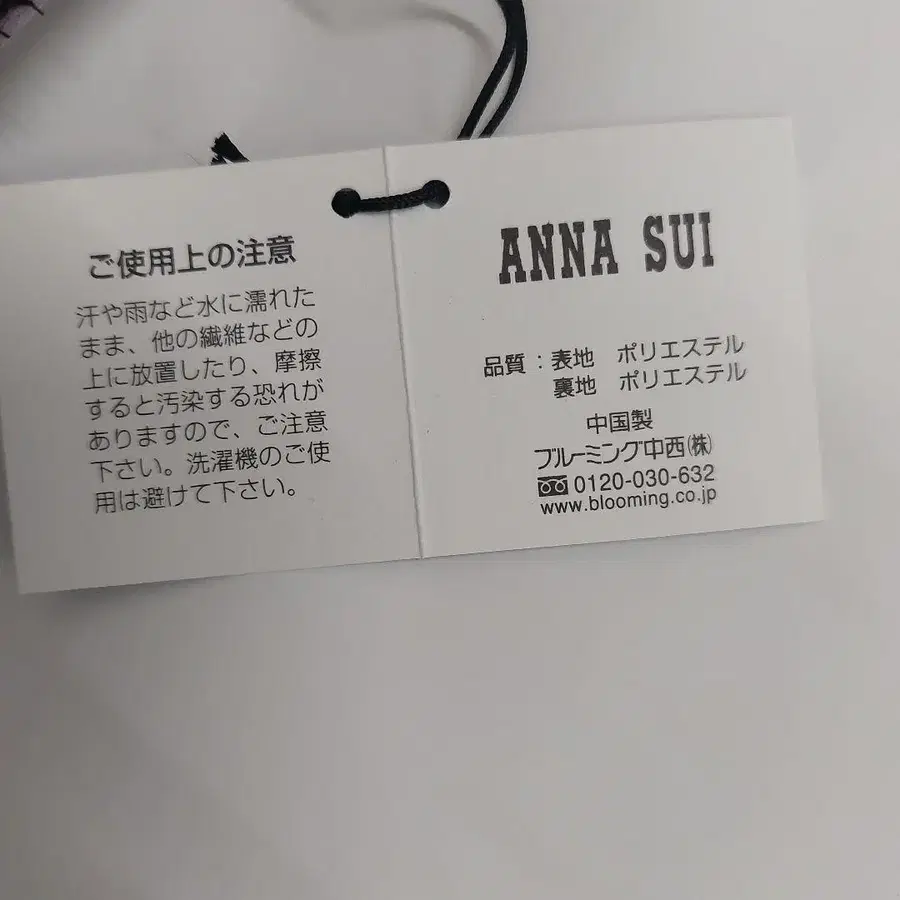 ご使用上の注意
汗や雨など水に濡れた
まま、他の繊維などの
上に放置したり、摩擦
すると汚染する恐れが
ありますので、ご注意
下さい。洗濯機のご使
用は避けて下さい。
ANNA SUI
品質:表地 ポリエステル
裏地 ポリエステル
中国製
ブルーミング中西(株)
0120-030-632
www.blooming.co.jp